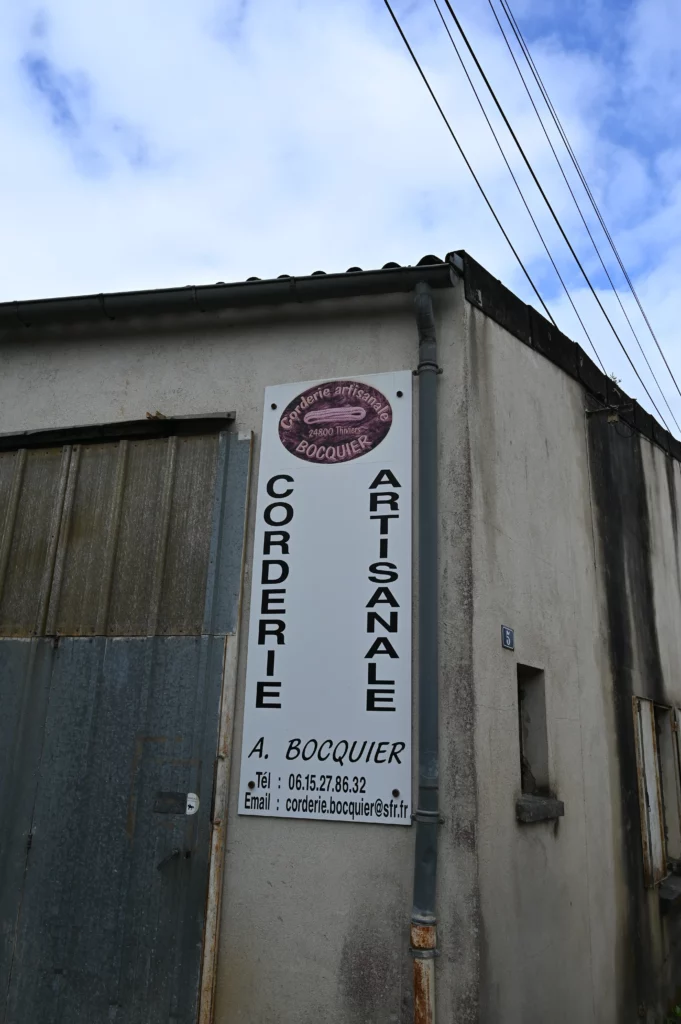 Corderie artisanale
24800 Thiviers
BOCQUIER
CORDERIE
ARTISANALE
A. BOCQUIER
Tél : 06.15.27.86.32
Email : corderie.bocquier@sfr.fr
5